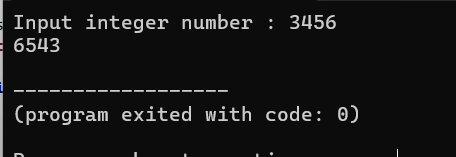 Input integer number : 3456
6543
------------------
(program exited with code: 0)